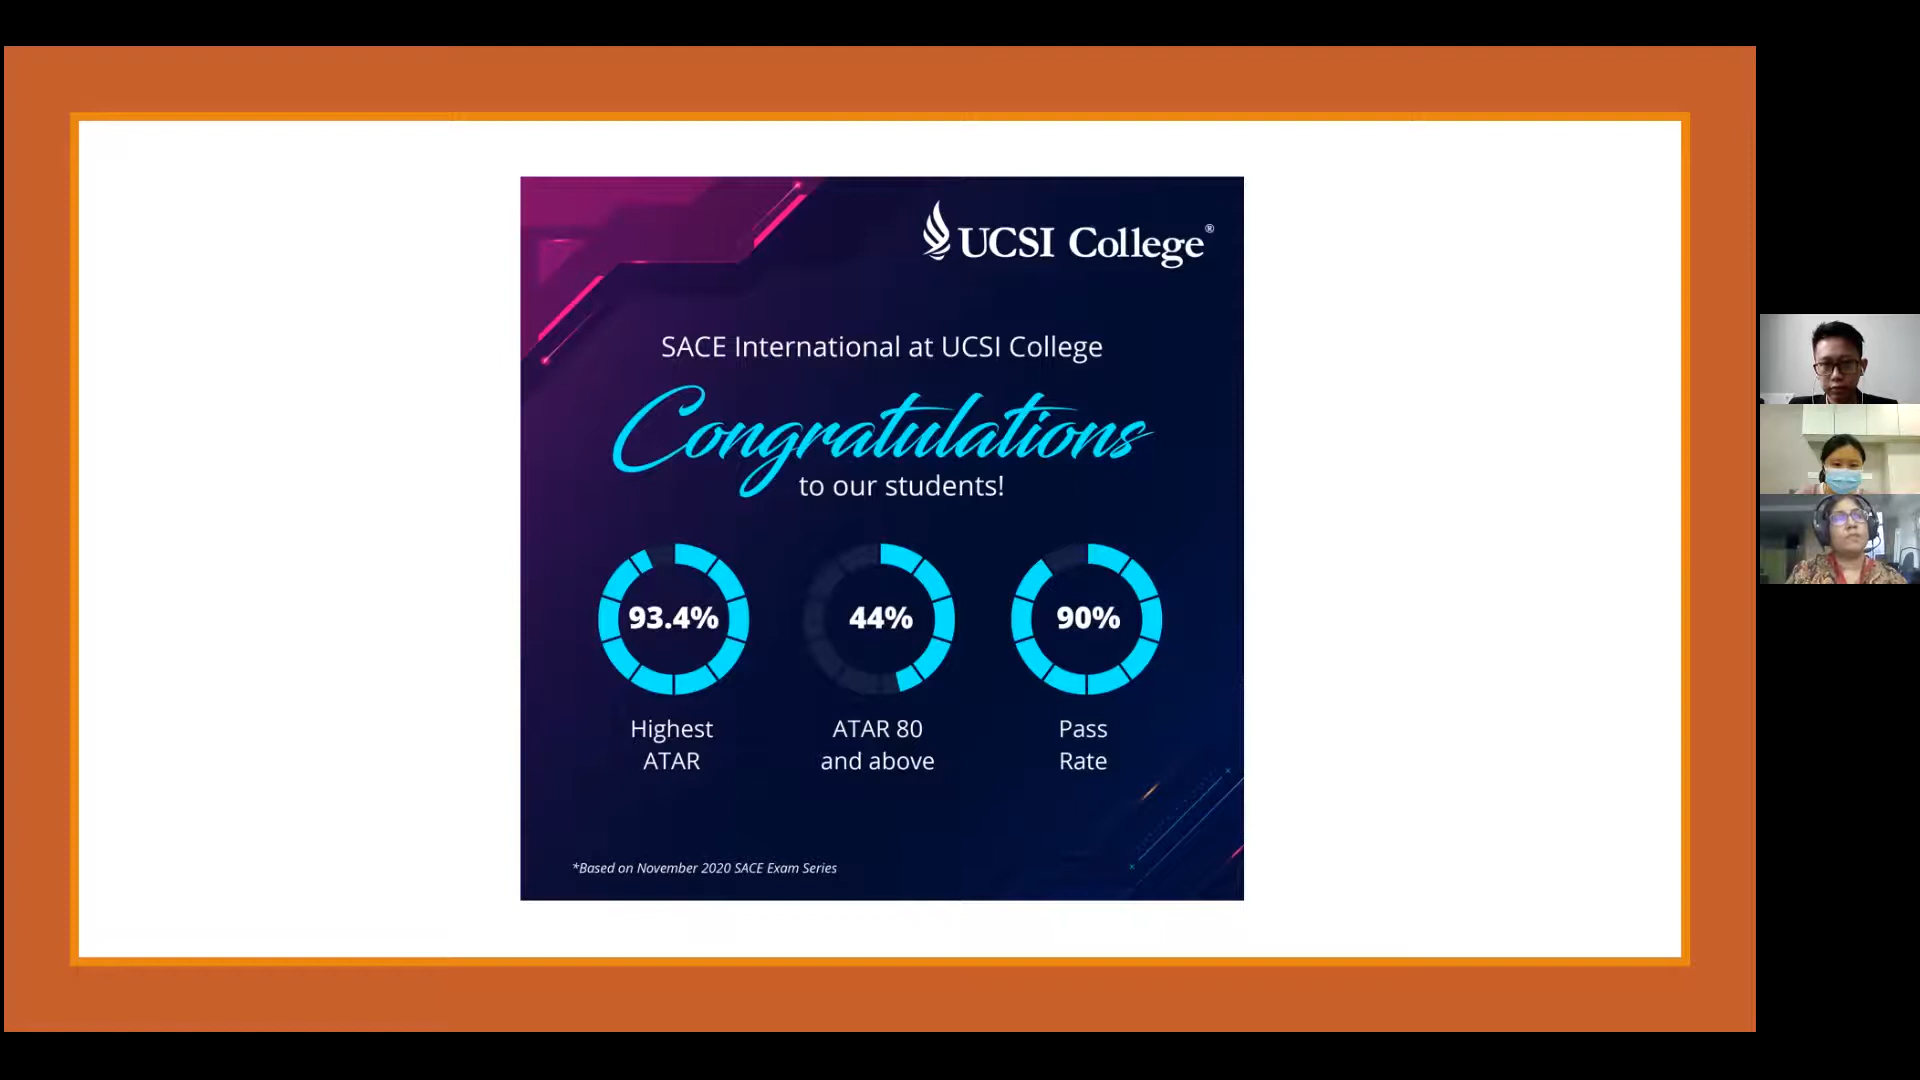 UCSI College®
SACE International at UCSI College
Congratulations
to our students!
93.4%
44%
90%
Highest
ATAR
ATAR 80
and above
Pass
Rate
*Based on November 2020 SACE Exam Series